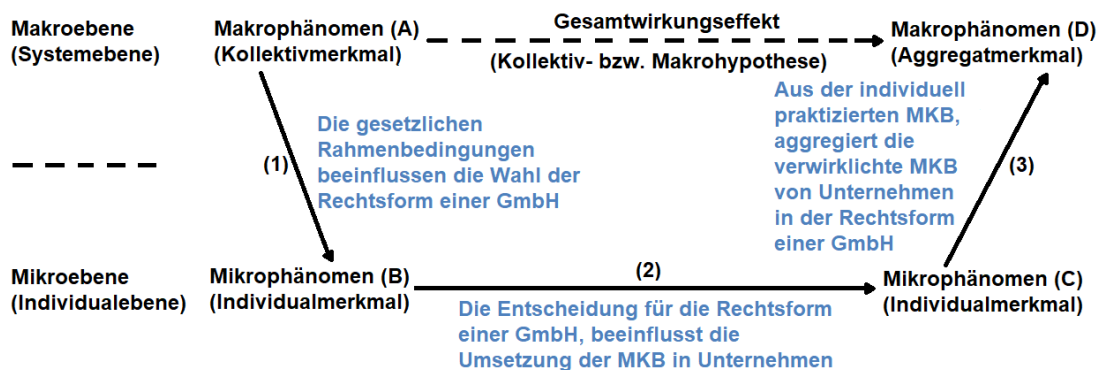 Makroebene
(Systemebene)
Makrophänomen (A)
(Kollektivmerkmal)
Gesamtwirkungseffekt
(Kollektiv- bzw. Makrohypothese)
Makrophänomen (D)
(Aggregatmerkmal)
(1)
Die gesetzlichen
Rahmenbedingungen
beeinflussen die Wahl der
Rechtsform einer GmbH
Aus der individuell
praktizierten MKB,
aggregiert die
verwirklichte MKB
von Unternehmen
in der Rechtsform
einer GmbH
(3)
Mikroebene
(Individualebene)
Mikrophänomen (B)
(Individualmerkmal)
(2)
Die Entscheidung für die Rechtsform
einer GmbH, beeinflusst die
Umsetzung der MKB in Unternehmen
Mikrophänomen (C)
(Individualmerkmal)